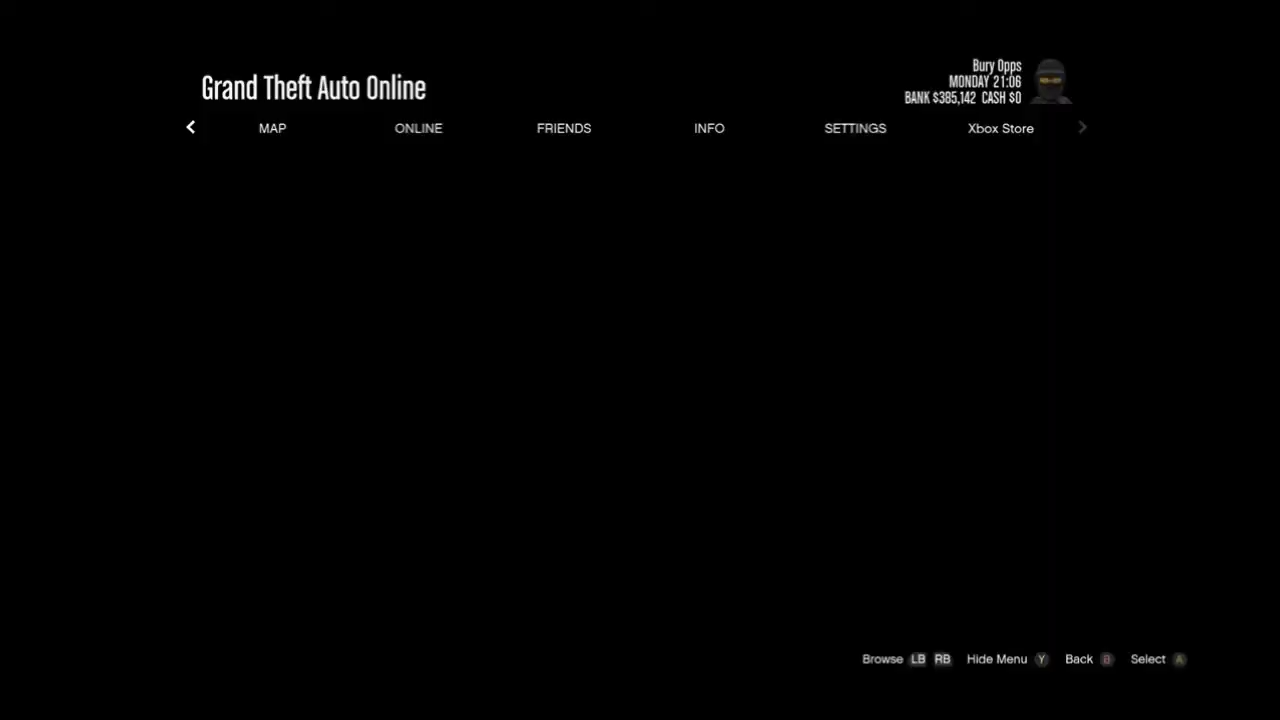 Grand Theft Auto Online
Bury Opps
MONDAY 21:06
BANK $385,142 CASH $0
MAP ONLINE FRIENDS INFO SETTINGS Xbox Store
Browse LB RB Hide Menu Y Back B Select A